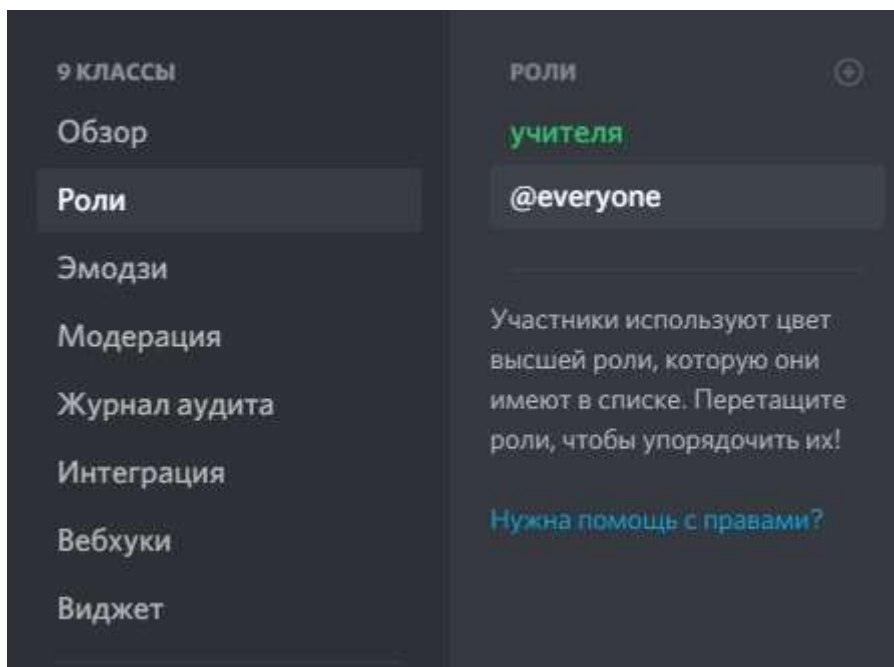 9 КЛАССЫ
Обзор
Роли
Эмодзи
Модерация
Журнал аудита
Интеграция
Вебхуки
Виджет
РОЛИ
учителя
@everyone
Участники используют цвет
высшей роли, которую они
имеют в списке. Перетащите
роли, чтобы упорядочить их!
Нужна помощь с правами?